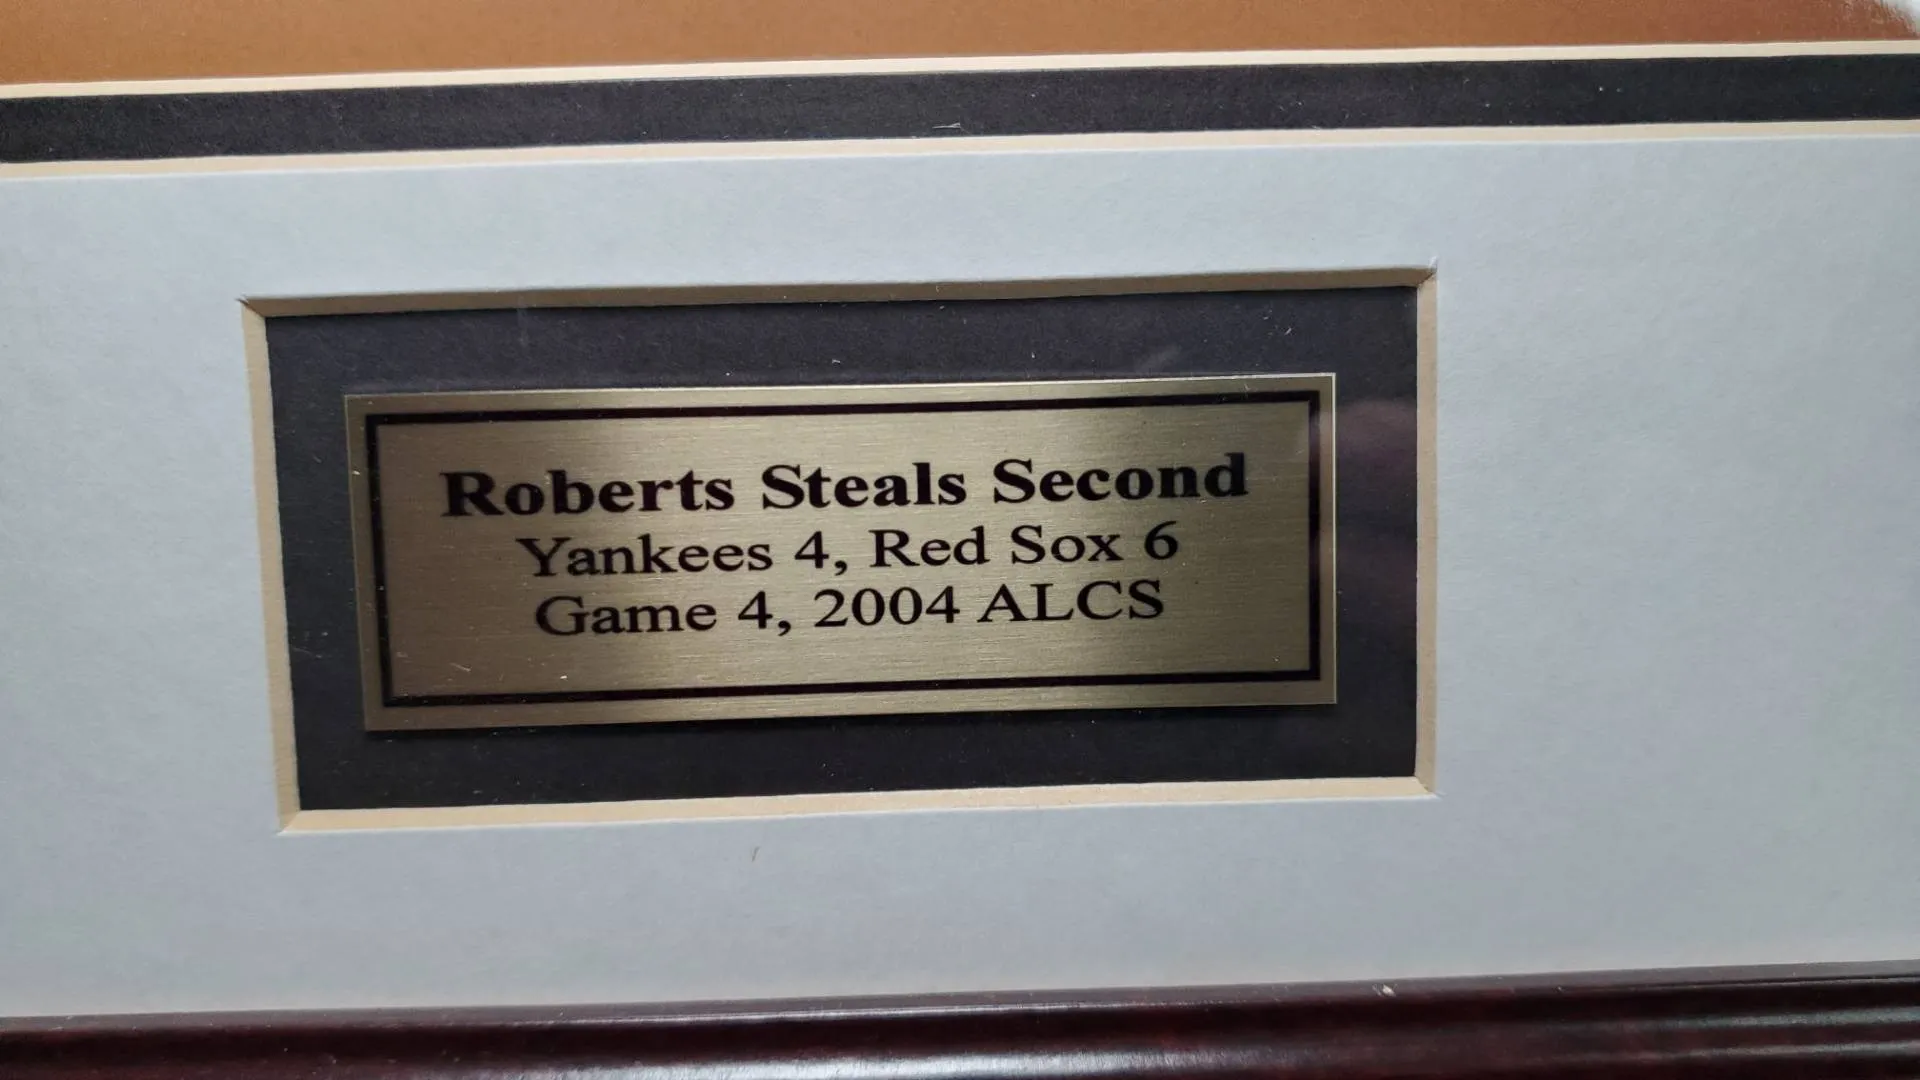 Roberts Steals Second
Yankees 4, Red Sox 6
Game 4, 2004 ALCS